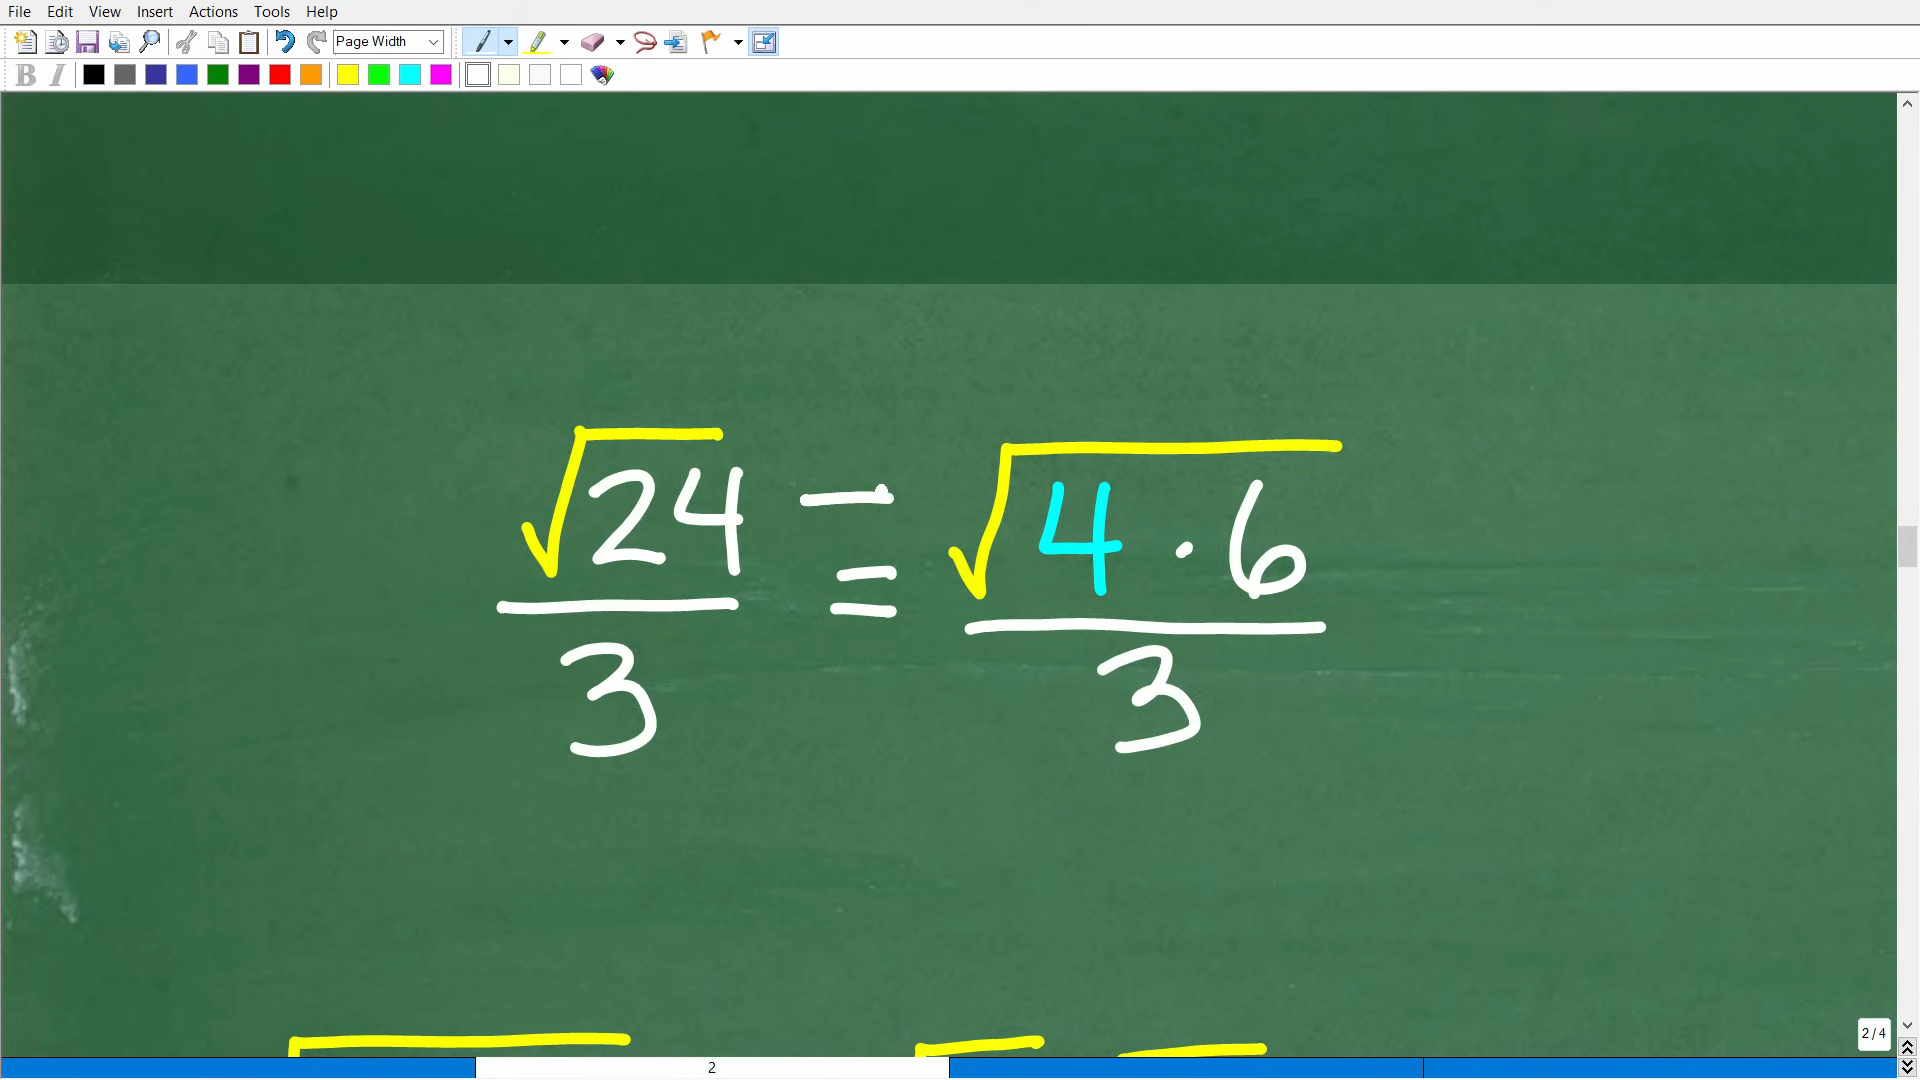 File Edit View Insert Actions Tools Help
Page Width
B I
√24 = √4 · 6
3 = 3
2 / 4
2